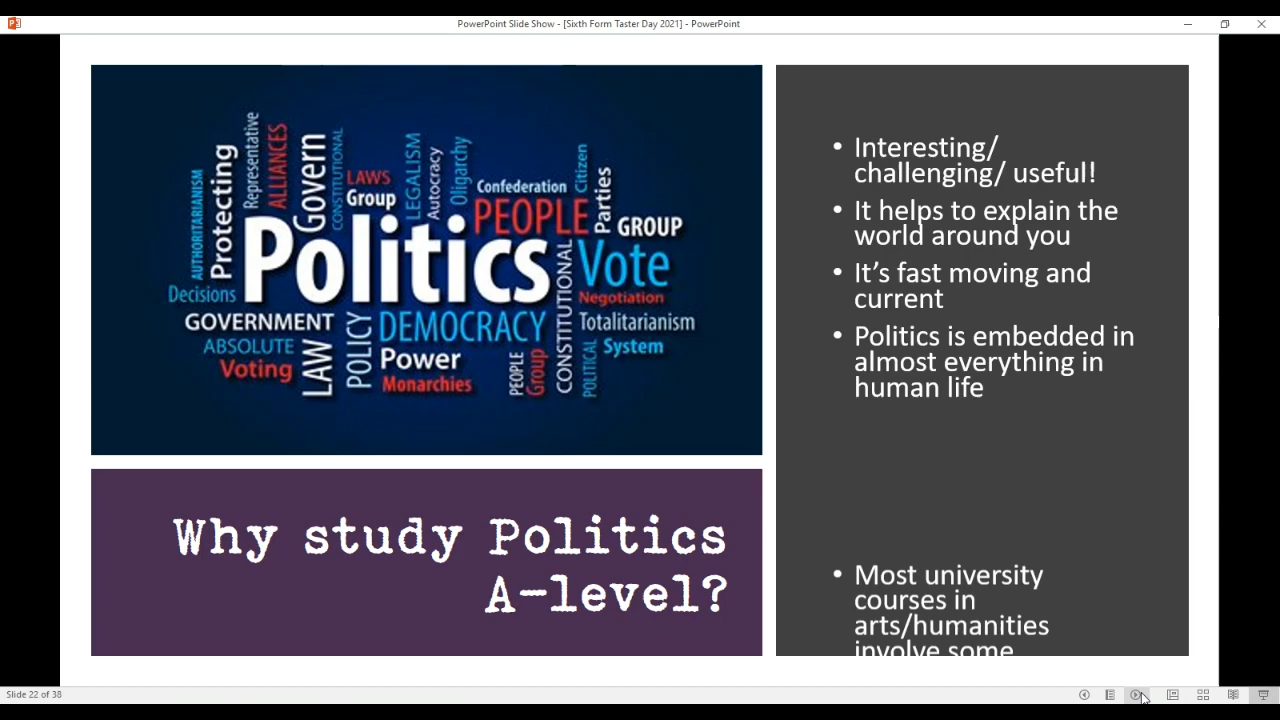 PowerPoint Slide Show - [Sixth Form Taster Day 2021] - PowerPoint
Representative
ALLIANCES
Govern
CONSTITUTIONAL
Protecting
AUTHORITARIANISM
LAWS
Group
LEGALISM
Autocracy
Oligarchy
Confederation
Citizen
Parties
PEOPLE
GROUP
Politics
Vote
Decisions
CONSTITUTIONAL
Negotiation
GOVERNMENT
POLICY
DEMOCRACY
Totalitarianism
ABSOLUTE
LAW
Power
PEOPLE
Group
POLITICAL
System
Voting
Monarchies
Why study Politics
A-level?
• Interesting/
challenging/ useful!
• It helps to explain the
world around you
• It’s fast moving and
current
• Politics is embedded in
almost everything in
human life
• Most university
courses in
arts/humanities
involve some
Slide 22 of 38